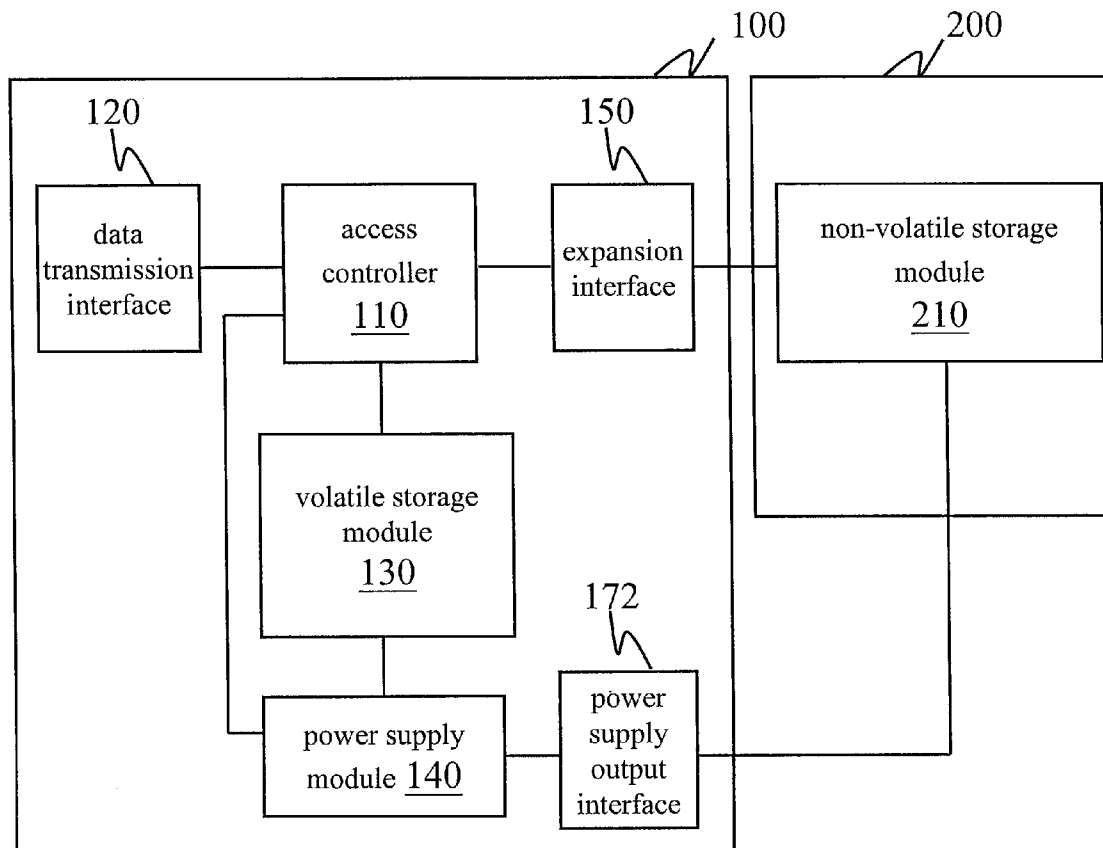 100
200
120
150
data
transmission
interface
access
controller
110
expansion
interface
non-volatile storage
module
210
volatile storage
module
130
172
power supply
module 140
power
supply
output
interface